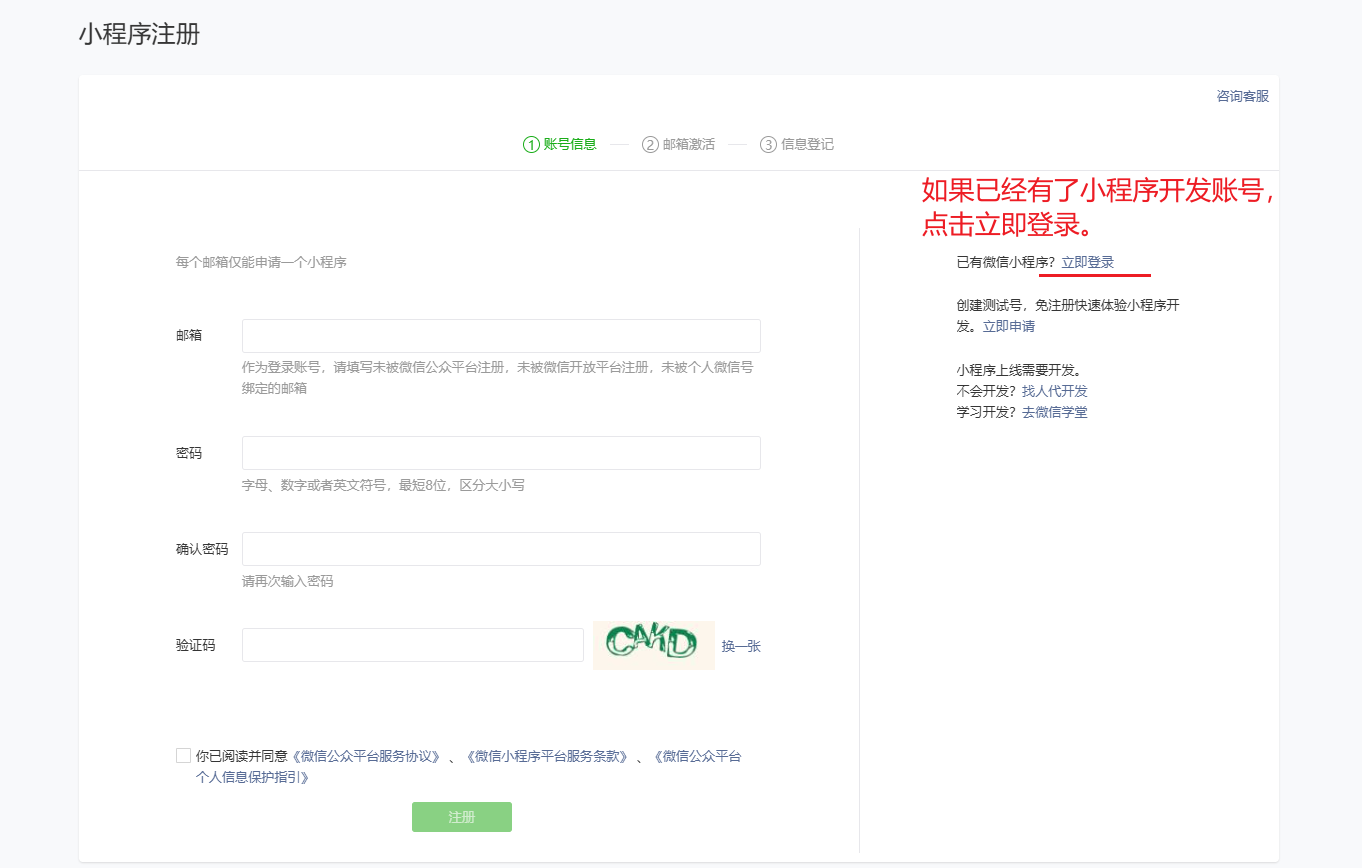 小程序注册
咨询客服
① 账号信息 — ② 邮箱激活 — ③ 信息登记
如果已经有了小程序开发账号，
点击立即登录。
每个邮箱仅能申请一个小程序
已有微信小程序？立即登录
创建测试号，免注册快速体验小程序开
发。立即申请
邮箱
作为登录账号，请填写未被微信公众平台注册，未被微信开放平台注册，未被个人微信号
绑定的邮箱
小程序上线需要开发。
不会开发？找人代开发
学习开发？去微信学堂
密码
字母、数字或者英文符号，最短8位，区分大小写
确认密码
请再次输入密码
验证码
CAKD
换一张
你已阅读并同意《微信公众平台服务协议》、《微信小程序平台服务条款》、《微信公众平台
个人信息保护指引》
注册